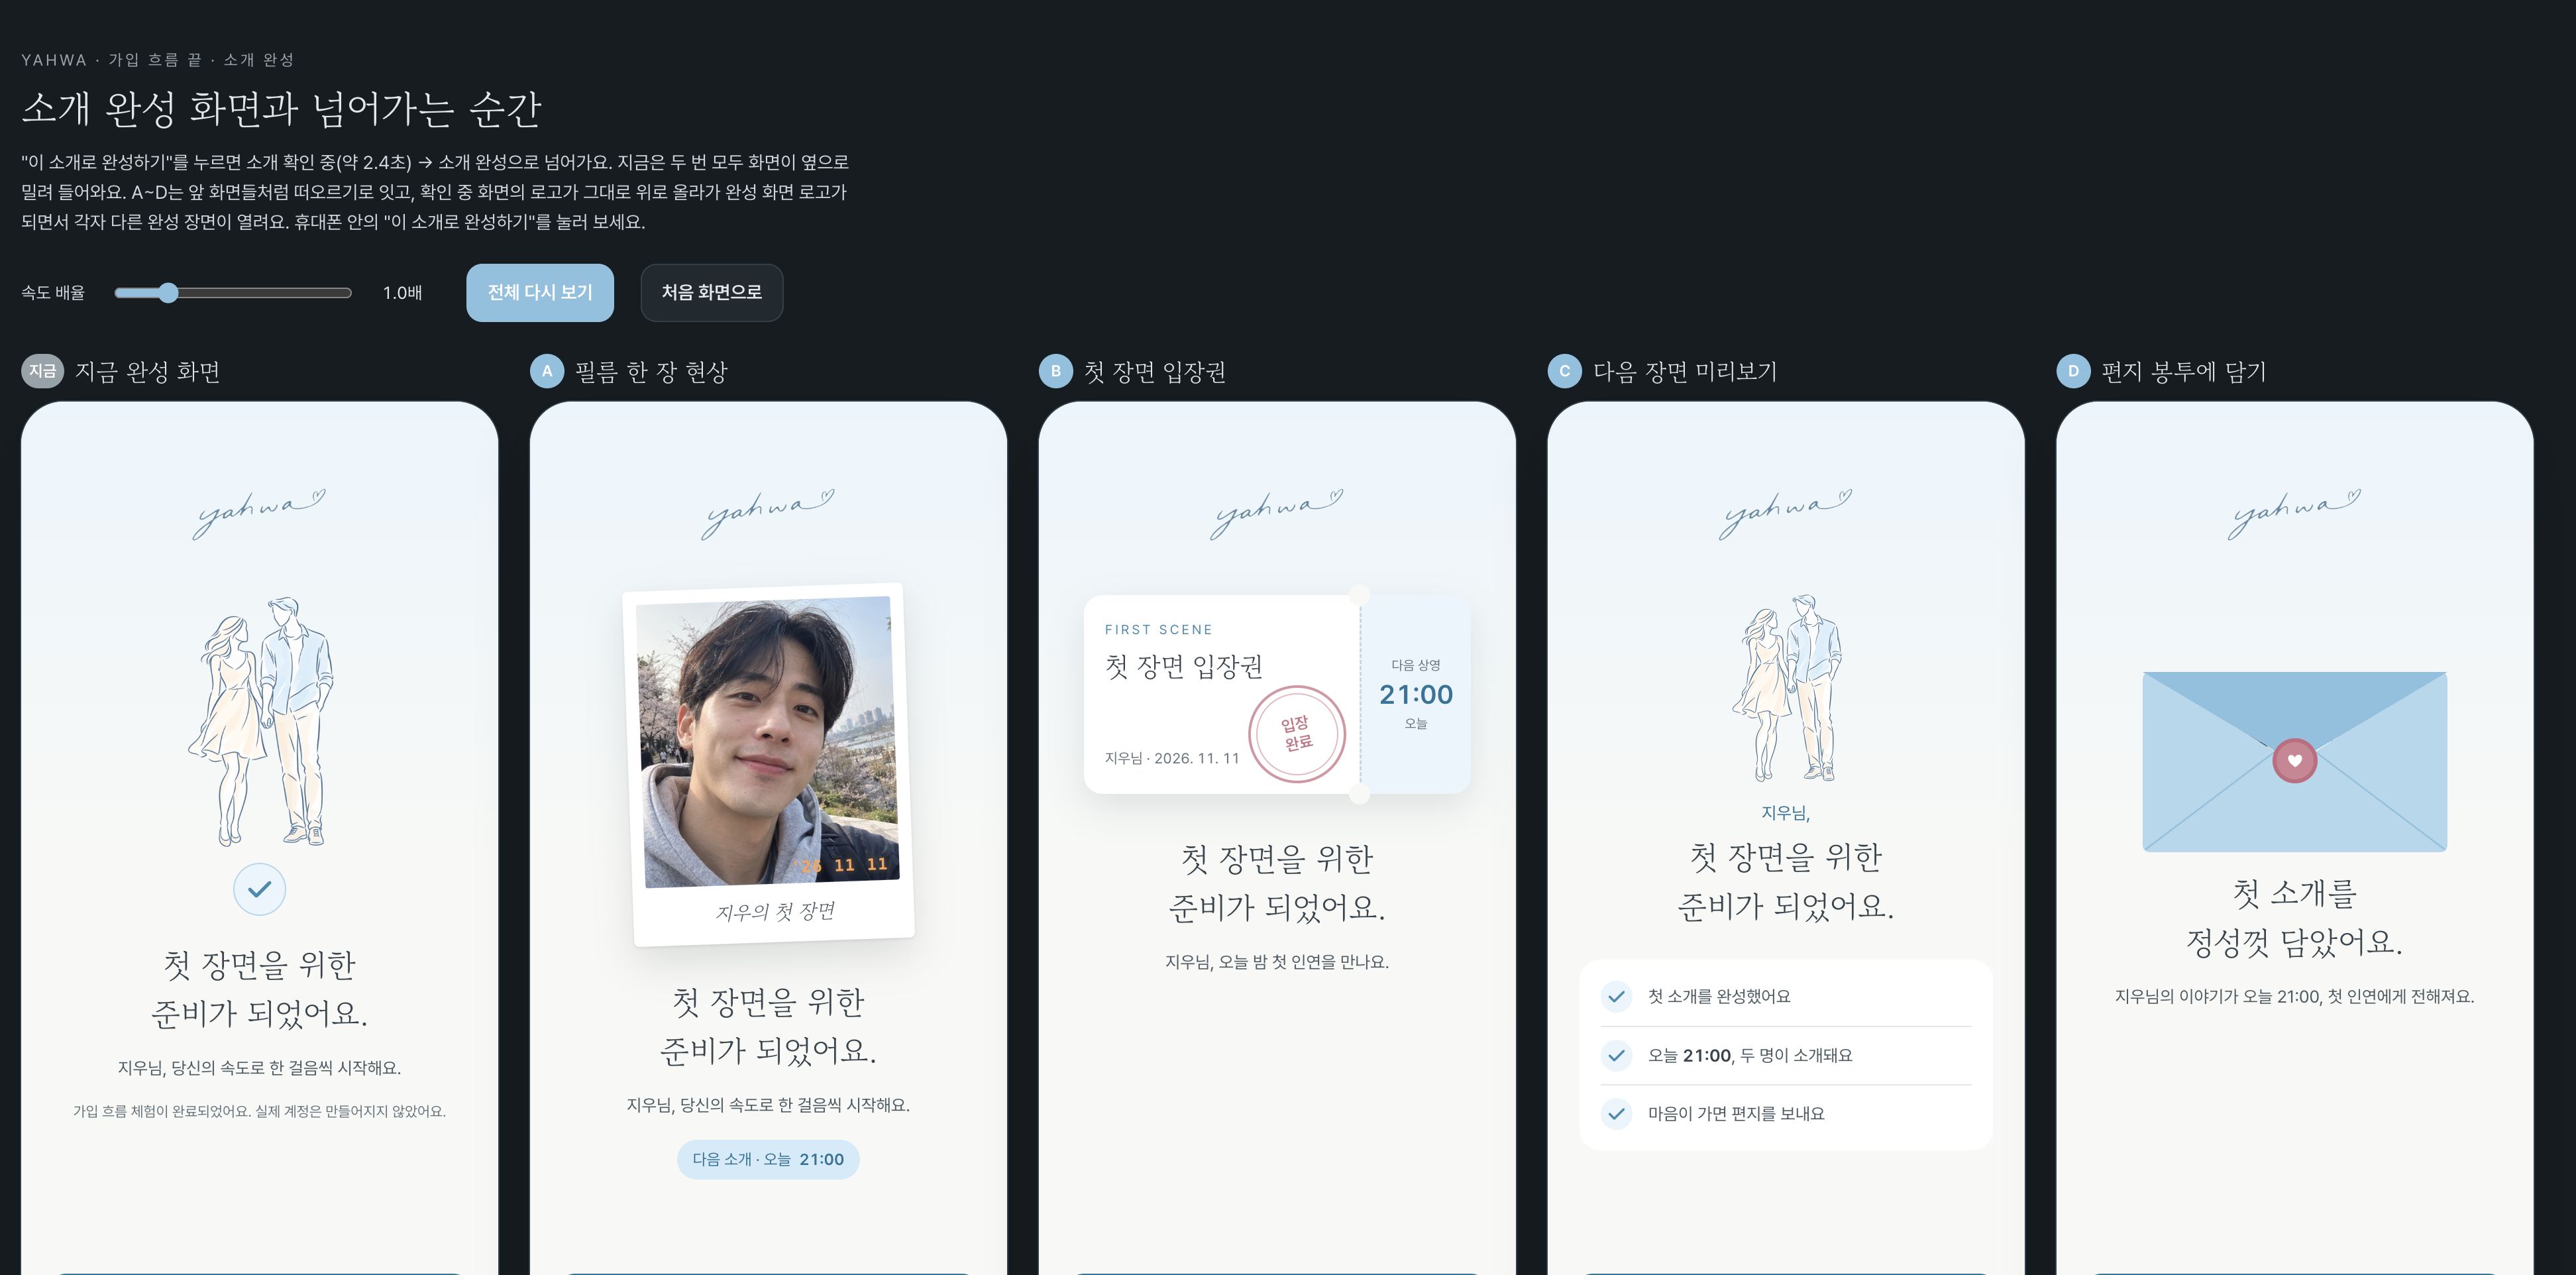 YAHWA · 가입 흐름 끝 · 소개 완성
소개 완성 화면과 넘어가는 순간
"이 소개로 완성하기"를 누르면 소개 확인 중(약 2.4초) → 소개 완성으로 넘어가요. 지금은 두 번 모두 화면이 옆으로
밀려 들어와요. A~D는 앞 화면들처럼 떠오르기로 잇고, 확인 중 화면의 로고가 그대로 위로 올라가 완성 화면 로고가
되면서 각자 다른 완성 장면이 열려요. 휴대폰 안의 "이 소개로 완성하기"를 눌러 보세요.
속도 배율 1.0배 전체 다시 보기 처음 화면으로
지금 지금 완성 화면
yahwa
첫 장면을 위한
준비가 되었어요.
지우님, 당신의 속도로 한 걸음씩 시작해요.
가입 흐름 체험이 완료되었어요. 실제 계정은 만들어지지 않았어요.
A 필름 한 장 현상
yahwa
'26 11 11
지우의 첫 장면
첫 장면을 위한
준비가 되었어요.
지우님, 당신의 속도로 한 걸음씩 시작해요.
다음 소개 · 오늘 21:00
B 첫 장면 입장권
yahwa
FIRST SCENE
첫 장면 입장권
입장
완료
지우님 · 2026. 11. 11
다음 상영
21:00
오늘
첫 장면을 위한
준비가 되었어요.
지우님, 오늘 밤 첫 인연을 만나요.
C 다음 장면 미리보기
yahwa
지우님,
첫 장면을 위한
준비가 되었어요.
첫 소개를 완성했어요
오늘 21:00, 두 명이 소개돼요
마음이 가면 편지를 보내요
D 편지 봉투에 담기
yahwa
첫 소개를
정성껏 담았어요.
지우님의 이야기가 오늘 21:00, 첫 인연에게 전해져요.